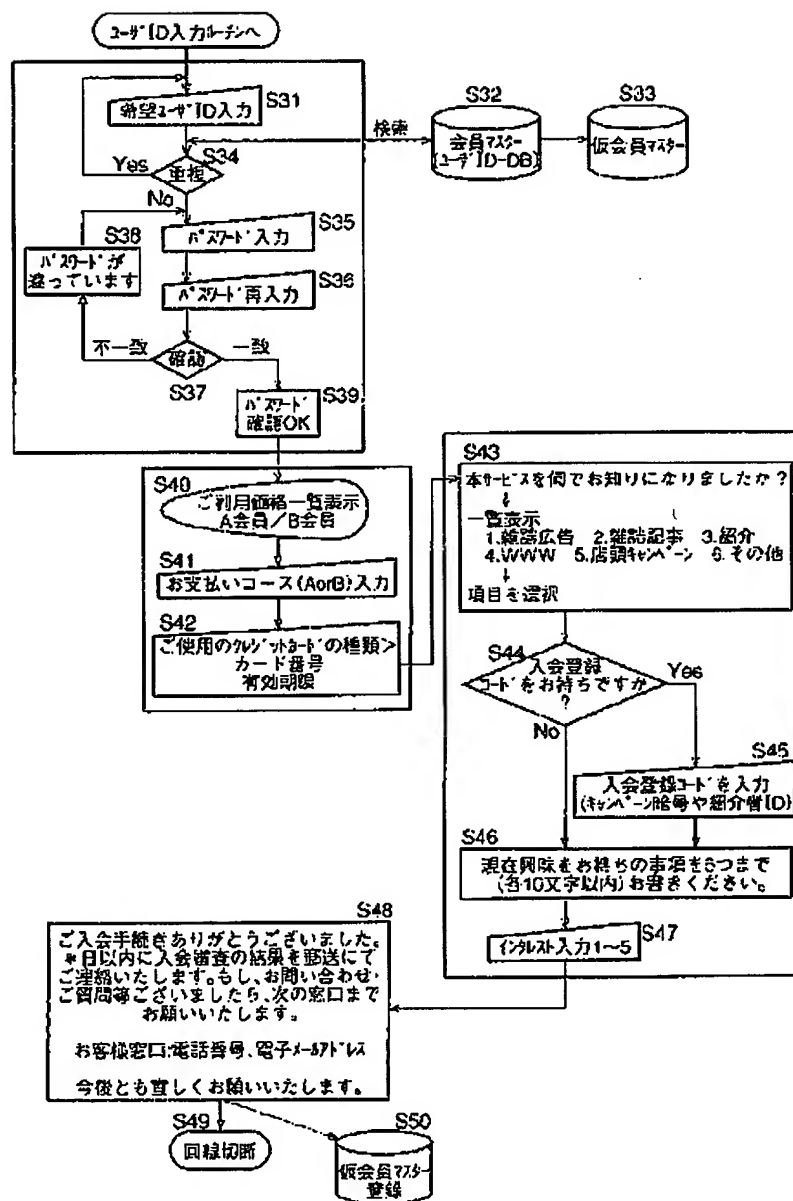 ユーザID入力ルーチンへ
S31
希望ユーザID入力
検索
S32
会員マスター
(ユーザID-DB)
S33
仮会員マスター
S34
Yes
重複
No
S35
パスワード入力
S38
パスワードが
違っています
S36
パスワード再入力
不一致
確認
一致
S37
S39
パスワード
確認OK
S40
ご利用価格一覧表示
A会員/B会員
S41
お支払いコース(AorB)入力
S42
ご使用のクレジットカードの種類>
カード番号
有効期限
S43
本サービスを何でお知りになりましたか?
↓
一覧表示
1.雑誌広告 2.雑誌記事 3.紹介
4.WWW 5.店頭キャンペーン 6.その他
↓
項目を選択
S44
入会登録
コードをお持ちですか
?
Yes
No
S45
入会登録コードを入力
(キャンペーン暗号や紹介者ID)
S46
現在興味をお持ちの事項を5つまで
(各10文字以内)お書きください。
S47
インタレスト入力1~5
S48
ご入会手続きありがとうございました。
*日以内に入会審査の結果を郵送にて
ご連絡いたします。もし、お問い合わせ・
ご質問等ございましたら、次の窓口まで
お願いいたします。
お客様窓口:電話番号、電子メールアドレス
今後とも宜しくお願いいたします。
S49
回線切断
S50
仮会員マスター
登録